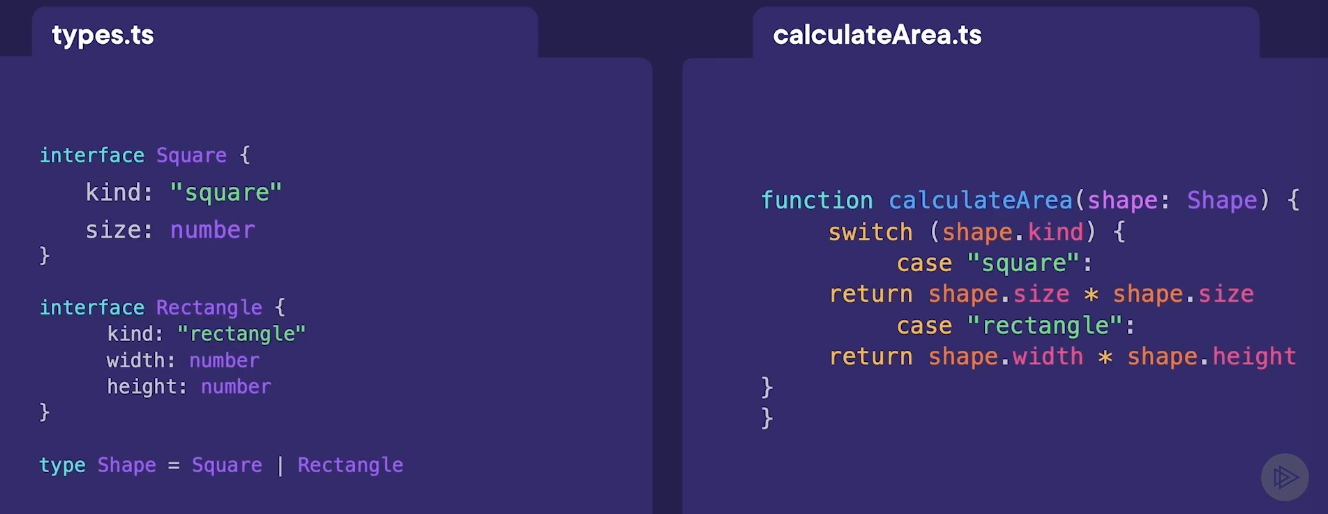 types.ts
interface Square {
kind: "square"
size: number
}
interface Rectangle {
kind: "rectangle"
width: number
height: number
}
type Shape = Square | Rectangle
calculateArea.ts
function calculateArea(shape: Shape) {
switch (shape.kind) {
case "square":
return shape.size * shape.size
case "rectangle":
return shape.width * shape.height
}
}